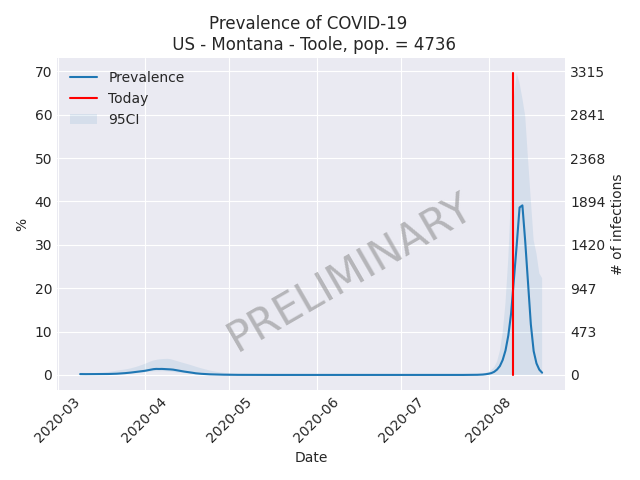 Prevalence of COVID-19
US - Montana - Toole, pop. = 4736
Prevalence
Today
95CI
70
60
50
40
30
20
10
0
%
3315
2841
2368
1894
1420
947
473
0
# of infections
PRELIMINARY
2020-03
2020-04
2020-05
2020-06
2020-07
2020-08
Date